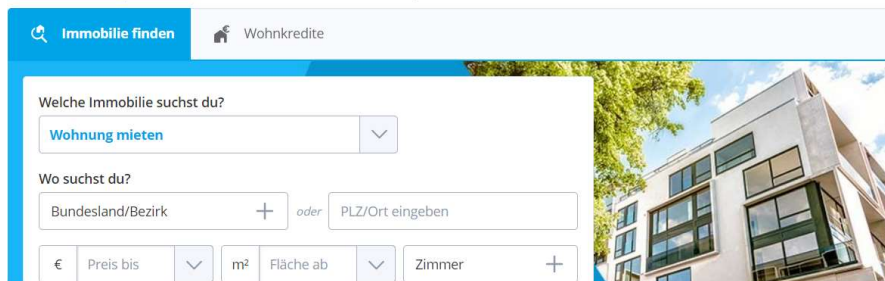 Immobilie finden Wohnkredite
Welche Immobilie suchst du?
Wohnung mieten
Wo suchst du?
Bundesland/Bezirk oder PLZ/Ort eingeben
€ Preis bis m² Fläche ab Zimmer